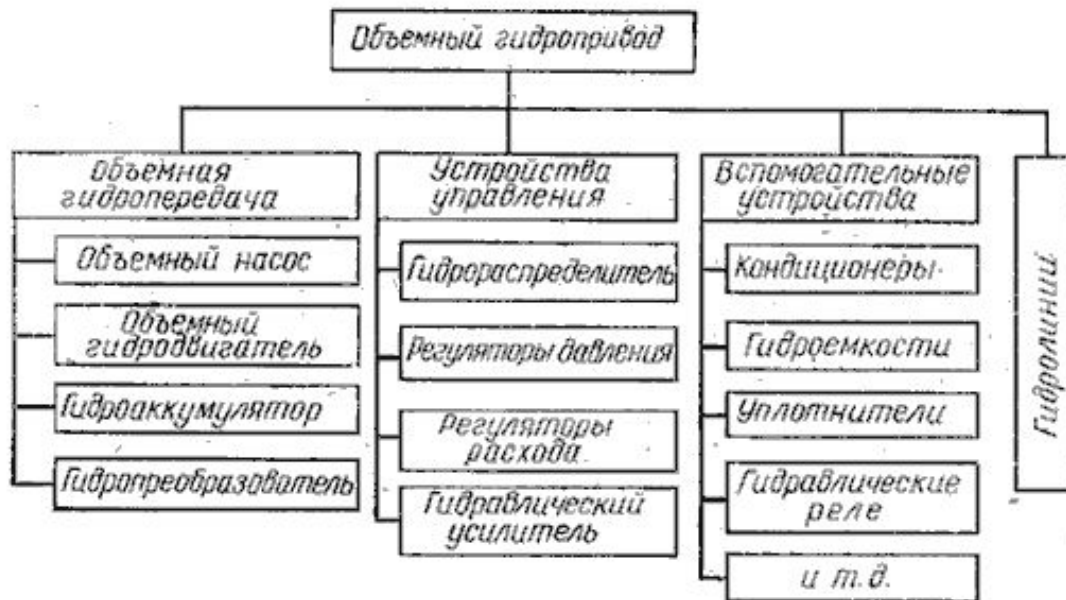 Объемный гидропривод
Объемная
гидропередача
Объемный насос
Объемный
гидродвигатель
Гидроаккумулятор
Гидропреобразователь
Устройства
управления
Гидрораспределитель
Регуляторы давления
Регуляторы
расхода
Гидравлический
усилитель
Вспомогательные
устройства
Кондиционеры
Гидроемкости
Уплотнители
Гидравлические
реле
и т.д.
Гидролинии